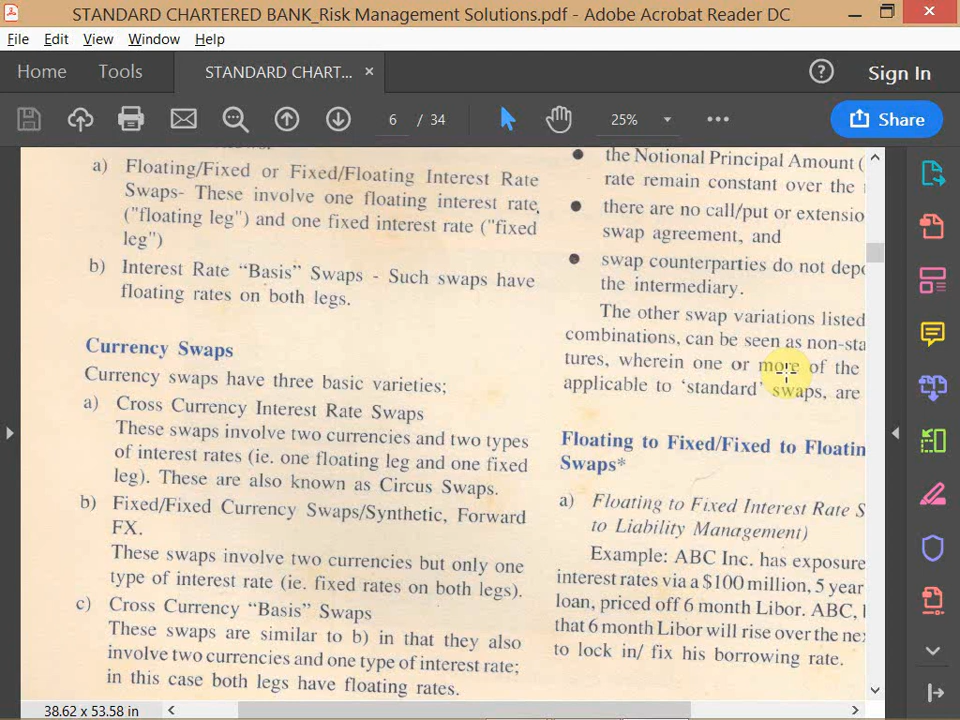 STANDARD CHARTERED BANK_Risk Management Solutions.pdf - Adobe Acrobat Reader DC
File Edit View Window Help
Home Tools STANDARD CHART... × Sign In
6 / 34 25% Share
a) Floating/Fixed or Fixed/Floating Interest Rate
Swaps- These involve one floating interest rate,
("floating leg") and one fixed interest rate ("fixed
leg")
b) Interest Rate "Basis" Swaps - Such swaps have
floating rates on both legs.
Currency Swaps
Currency swaps have three basic varieties;
a) Cross Currency Interest Rate Swaps
These swaps involve two currencies and two types
of interest rates (ie. one floating leg and one fixed
leg). These are also known as Circus Swaps.
b) Fixed/Fixed Currency Swaps/Synthetic, Forward
FX.
These swaps involve two currencies but only one
type of interest rate (ie. fixed rates on both legs).
c) Cross Currency "Basis" Swaps
These swaps are similar to b) in that they also
involve two currencies and one type of interest rate;
in this case both legs have floating rates.
• the Notional Principal Amount (
rate remain constant over the
• there are no call/put or extensio
swap agreement, and
• swap counterparties do not depo
the intermediary.
The other swap variations listed
combinations, can be seen as non-sta
tures, wherein one or more of the
applicable to 'standard' swaps, are
Floating to Fixed/Fixed to Floatin
Swaps*
a) Floating to Fixed Interest Rate S
to Liability Management)
Example: ABC Inc. has exposure
interest rates via a $100 million, 5 year
loan, priced off 6 month Libor. ABC,
that 6 month Libor will rise over the ne
to lock in/ fix his borrowing rate.
38.62 x 53.58 in